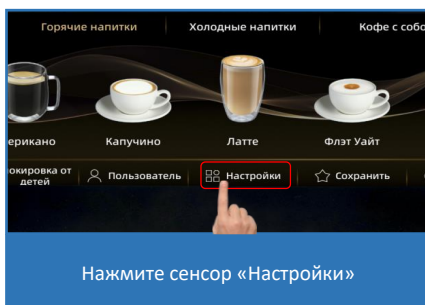 Горячие напитки Холодные напитки Кофе с собо
ерикано Капучино Латте Флэт Уайт
окировка от
детей Пользователь Настройки Сохранить
Нажмите сенсор «Настройки»